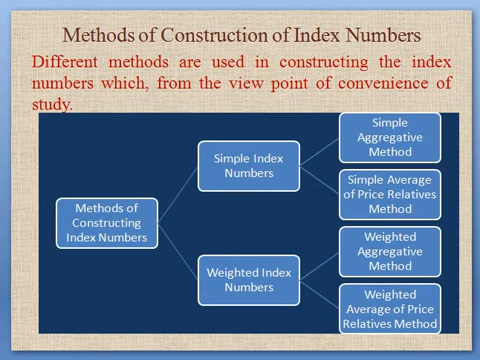 Methods of Construction of Index Numbers
Different methods are used in constructing the index
numbers which, from the view point of convenience of
study.
Methods of
Constructing
Index Numbers
Simple Index
Numbers
Simple
Aggregative
Method
Simple Average
of Price Relatives
Method
Weighted Index
Numbers
Weighted
Aggregative
Method
Weighted
Average of Price
Relatives Method